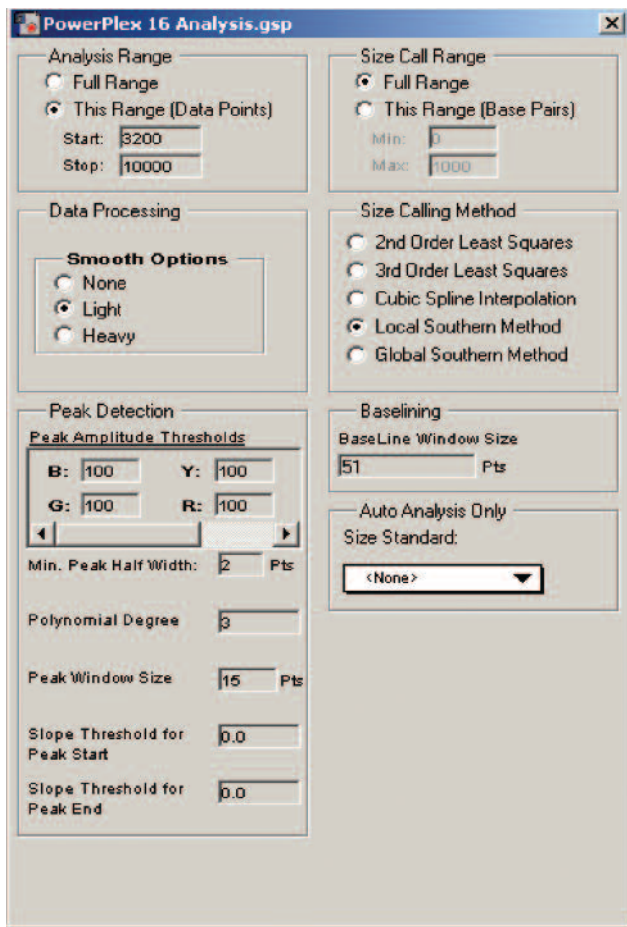 PowerPlex 16 Analysis.gsp
Analysis Range
Full Range
This Range (Data Points)
Start: 3200
Stop: 10000
Size Call Range
Full Range
This Range (Base Pairs)
Min: 0
Max: 1000
Data Processing
Smooth Options
None
Light
Heavy
Size Calling Method
2nd Order Least Squares
3rd Order Least Squares
Cubic Spline Interpolation
Local Southern Method
Global Southern Method
Peak Detection
Peak Amplitude Thresholds
B: 100 Y: 100
G: 100 R: 100
Min. Peak Half Width: 2 Pts
Polynomial Degree 3
Peak Window Size 15 Pts
Slope Threshold for
Peak Start 0.0
Slope Threshold for
Peak End 0.0
Baselining
BaseLine Window Size
51 Pts
Auto Analysis Only
Size Standard:
<None>